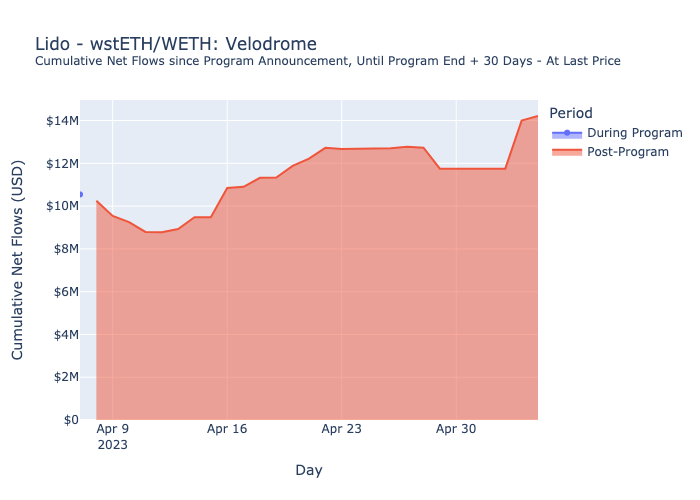 Lido - wstETH/WETH: Velodrome
Cumulative Net Flows since Program Announcement, Until Program End + 30 Days - At Last Price
Period
During Program
Post-Program
Cumulative Net Flows (USD)
$14M
$12M
$10M
$8M
$6M
$4M
$2M
$0
Apr 9
2023
Apr 16
Apr 23
Apr 30
Day